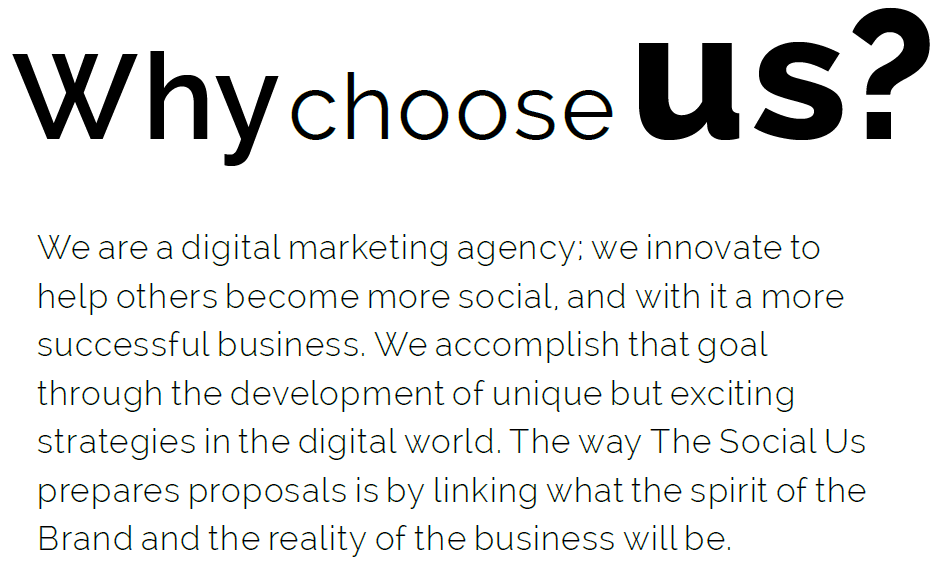 Why choose us?
We are a digital marketing agency; we innovate to
help others become more social, and with it a more
successful business. We accomplish that goal
through the development of unique but exciting
strategies in the digital world. The way The Social Us
prepares proposals is by linking what the spirit of the
Brand and the reality of the business will be.